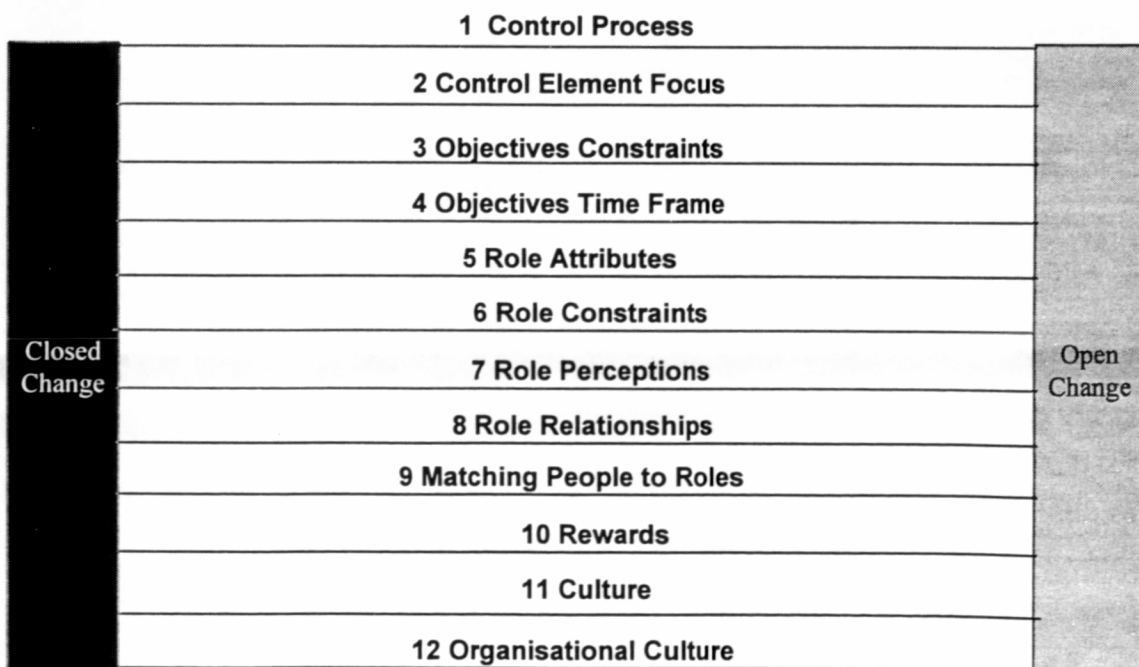 1 Control Process
2 Control Element Focus
3 Objectives Constraints
4 Objectives Time Frame
5 Role Attributes
6 Role Constraints
Closed
Change
7 Role Perceptions
Open
Change
8 Role Relationships
9 Matching People to Roles
10 Rewards
11 Culture
12 Organisational Culture